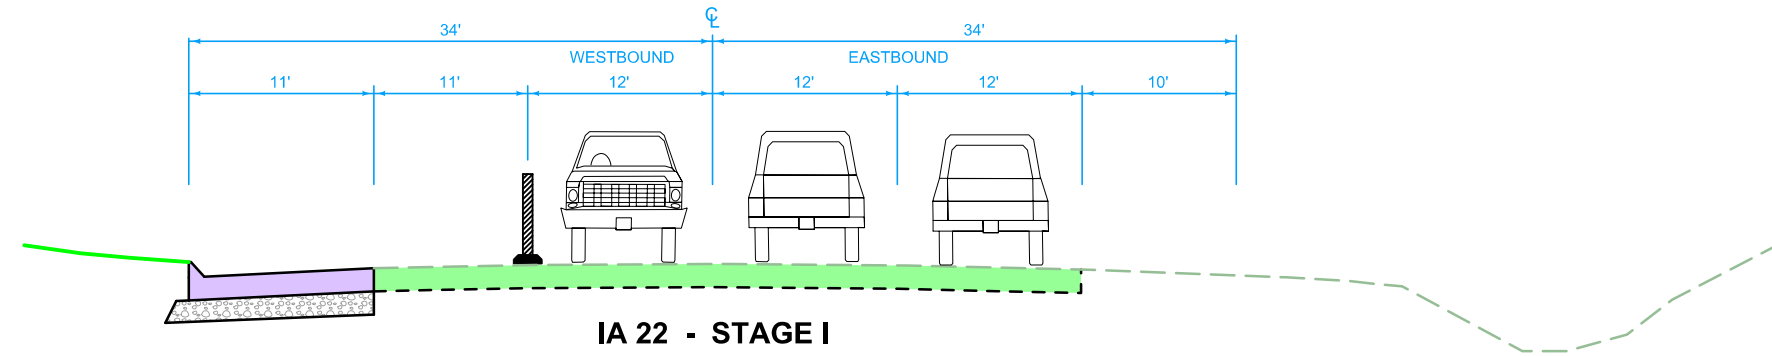 ℄
34' 34'
WESTBOUND EASTBOUND
11' 11' 12' 12' 12' 10'
IA 22 - STAGE I